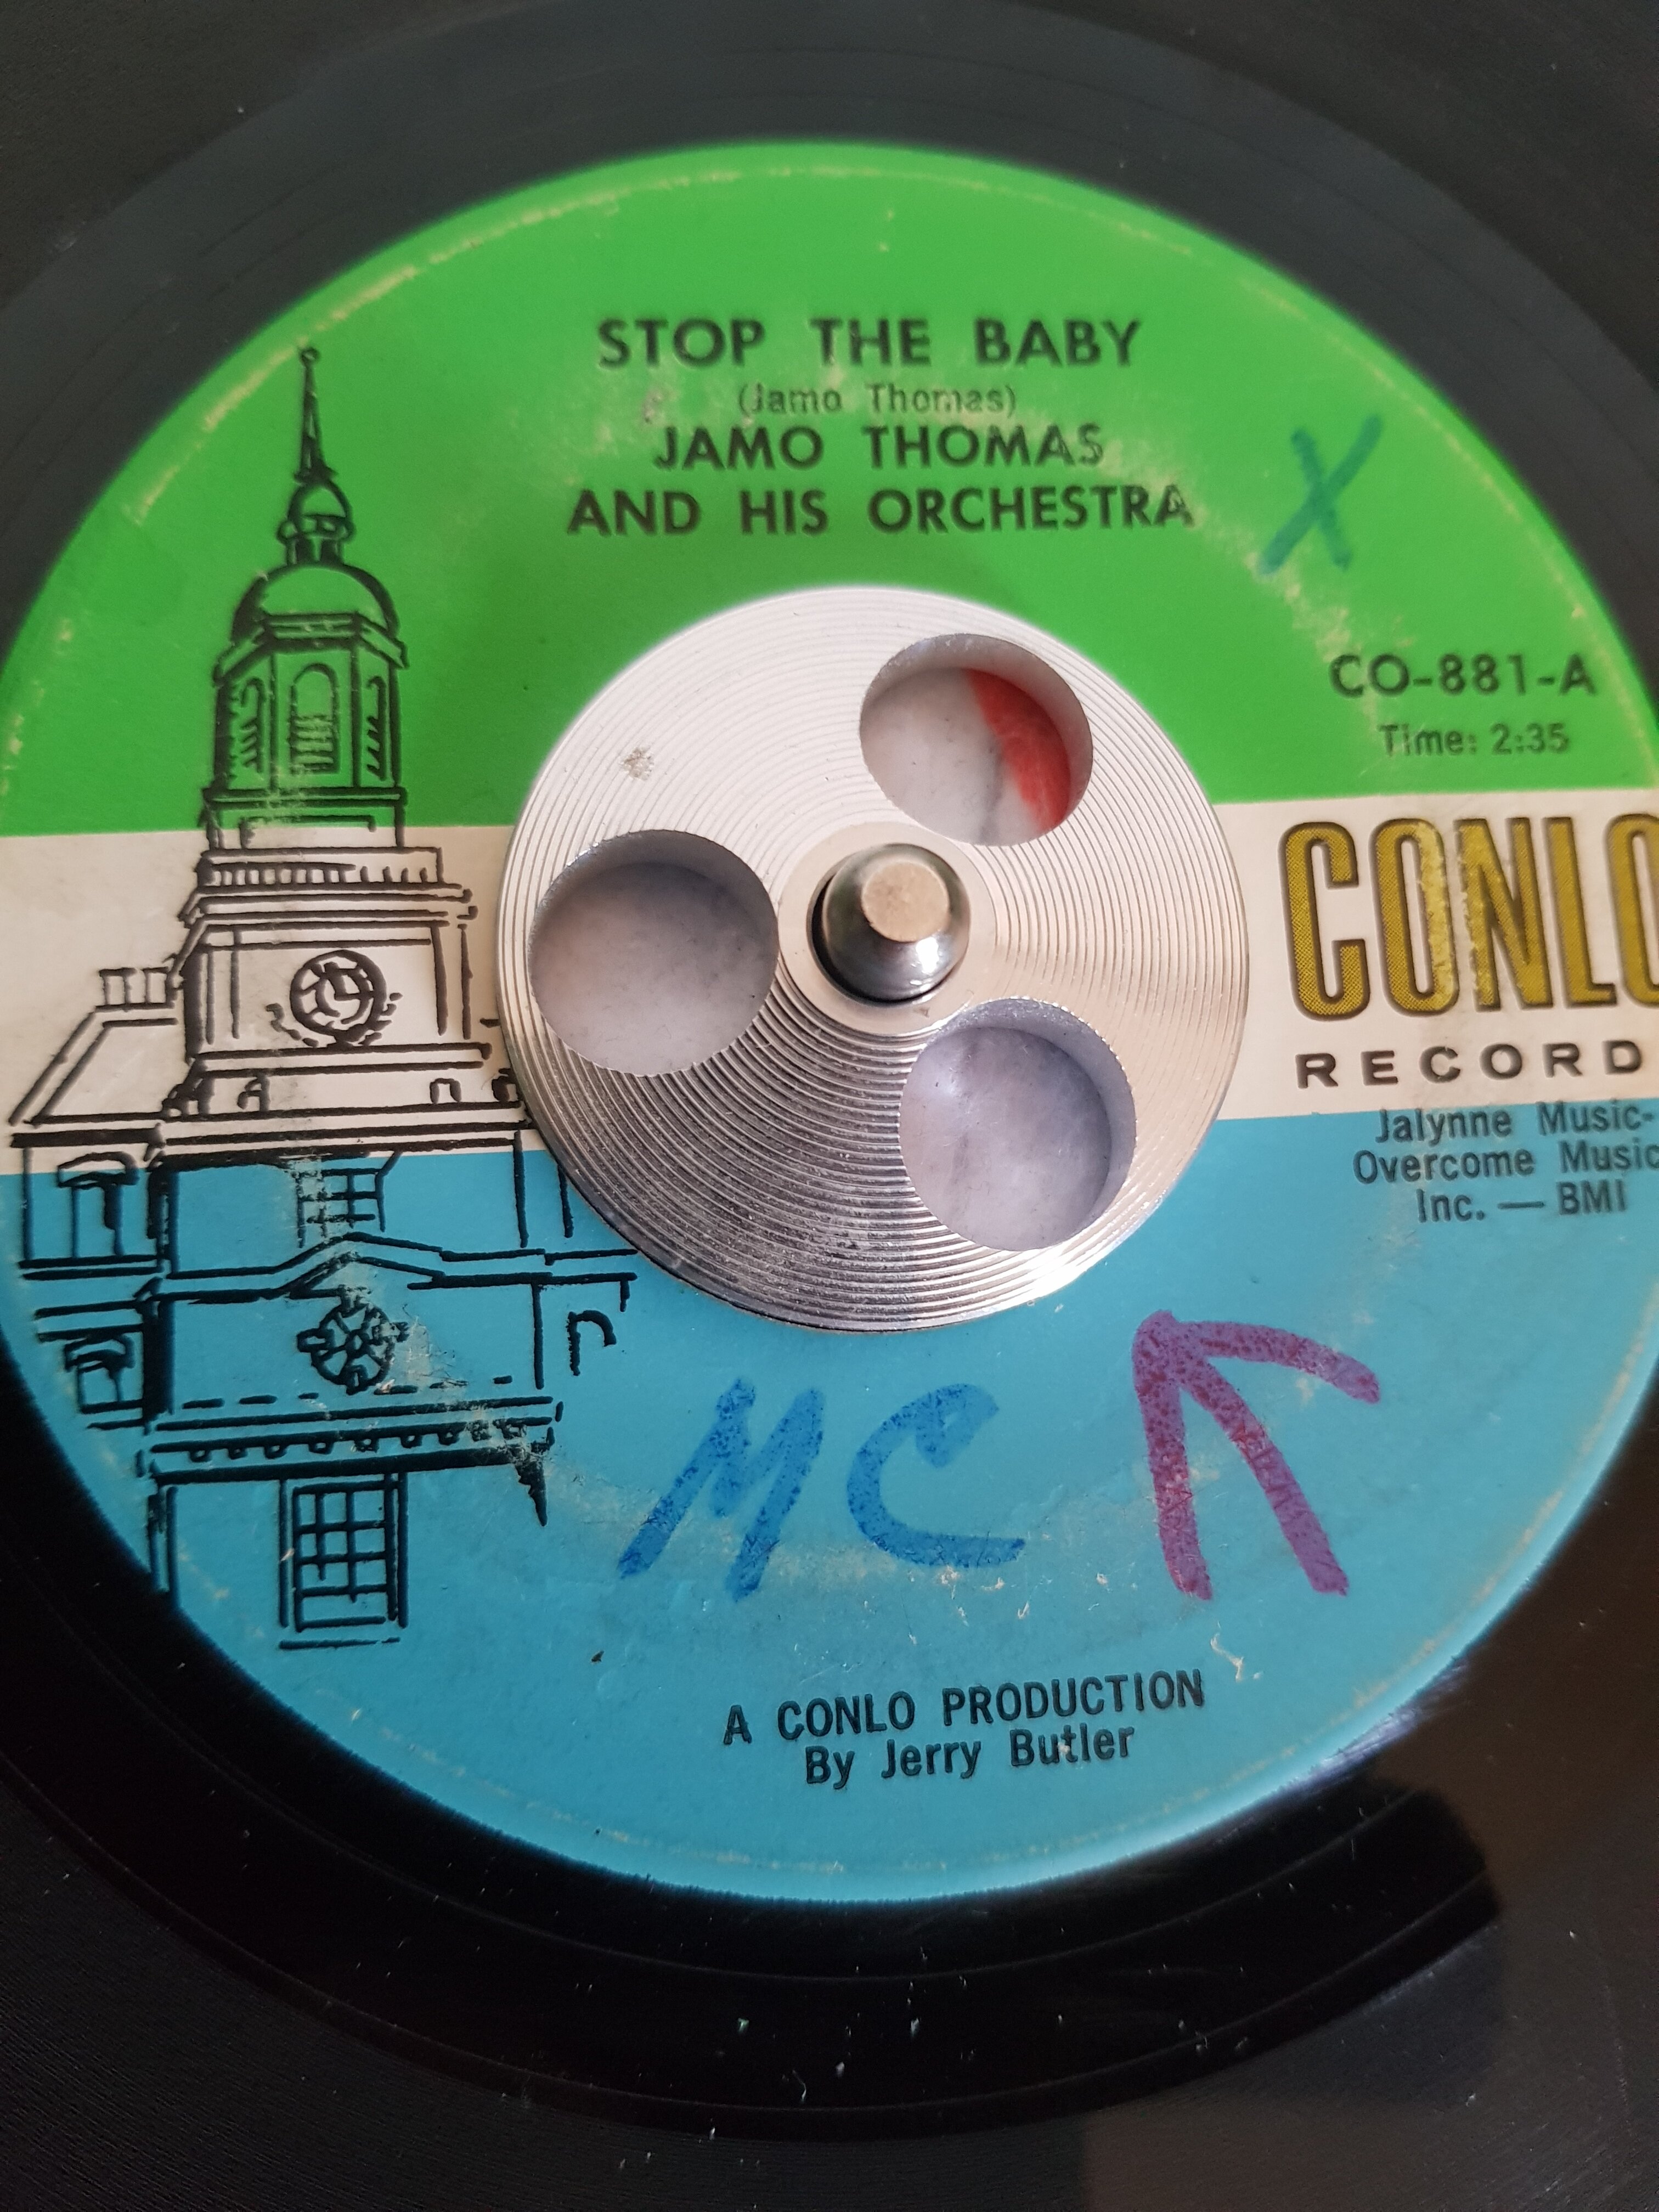 STOP THE BABY
(Jamo Thomas)
JAMO THOMAS
AND HIS ORCHESTRA
X
CO-881-A
Time: 2:35
CONLO
RECORD
Jalynne Music-
Overcome Music
Inc. — BMI
MC
A CONLO PRODUCTION
By Jerry Butler